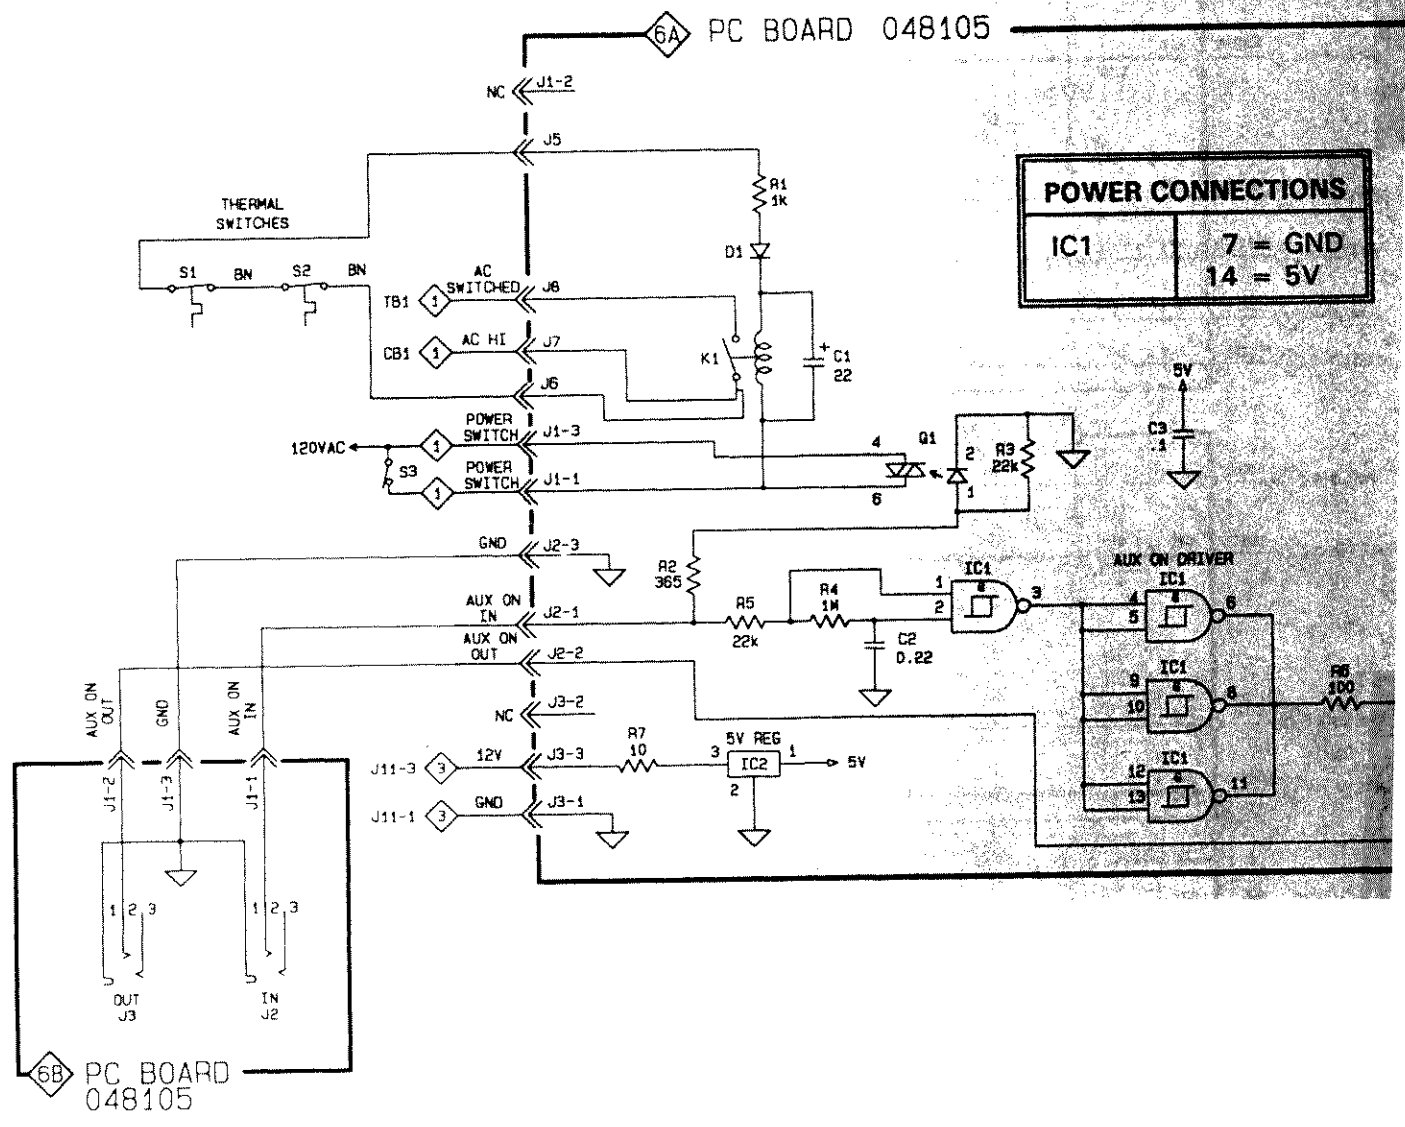 6A PC BOARD 048105
NC J1-2
J5
R1
1K
THERMAL
SWITCHES
POWER CONNECTIONS
IC1 7 = GND
14 = 5V
D1
S1 BN S2 BN
AC
SWITCHED J8
TB1 1
AC HI J7
CB1 1
K1
C1
22
+
J6
5V
C3
.1
POWER
SWITCH J1-3
120VAC 1
S3
POWER
SWITCH J1-1
1
4 Q1
6
2
1
R3
22k
GND J2-3
R2
365
AUX ON
IN J2-1
AUX ON
OUT J2-2
R5
22k
R4
1M
C2
0.22
IC1
1
2
3
AUX ON DRIVER
IC1
4
5
6
IC1
9
10
8
IC1
12
13
11
R6
100
AUX ON
OUT
GND
AUX ON
IN
NC J3-2
J11-3 3 12V J3-3
R7
10
5V REG
3 IC2 1
2
5V
J11-1 3 GND J3-1
J1-2
J1-3
J1-1
1 2 3
1 2 3
OUT
J3
IN
J2
6B PC BOARD
048105